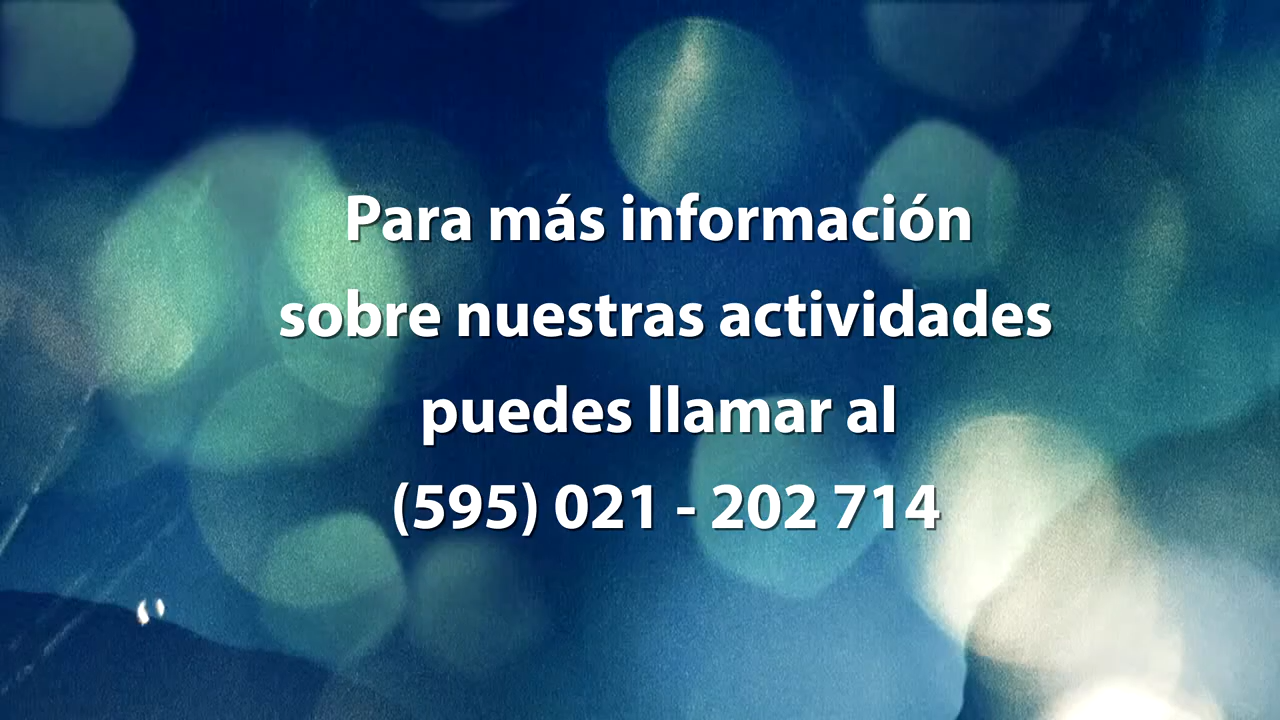 Para más información
sobre nuestras actividades
puedes llamar al
(595) 021 - 202 714